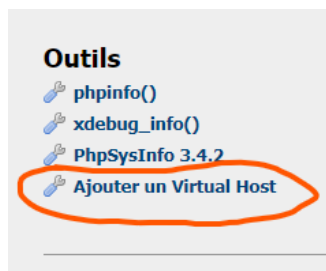 Outils
phpinfo()
xdebug_info()
PhpSysInfo 3.4.2
Ajouter un Virtual Host